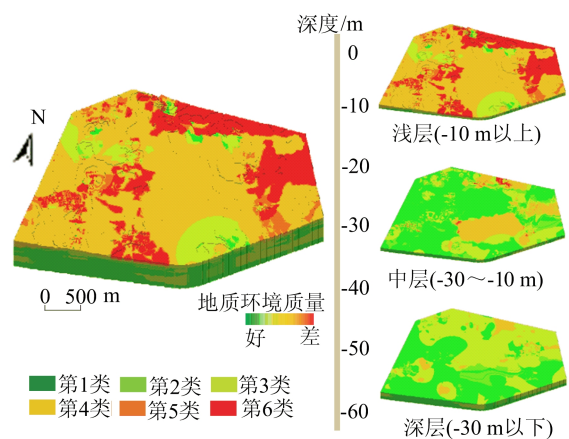 深度/m
0
-10
浅层(-10 m以上)
N
-20
-30
中层(-30～-10 m)
-40
0 500 m
地质环境质量
好 差
-50
第1类 第2类 第3类
第4类 第5类 第6类
-60
深层(-30 m以下)